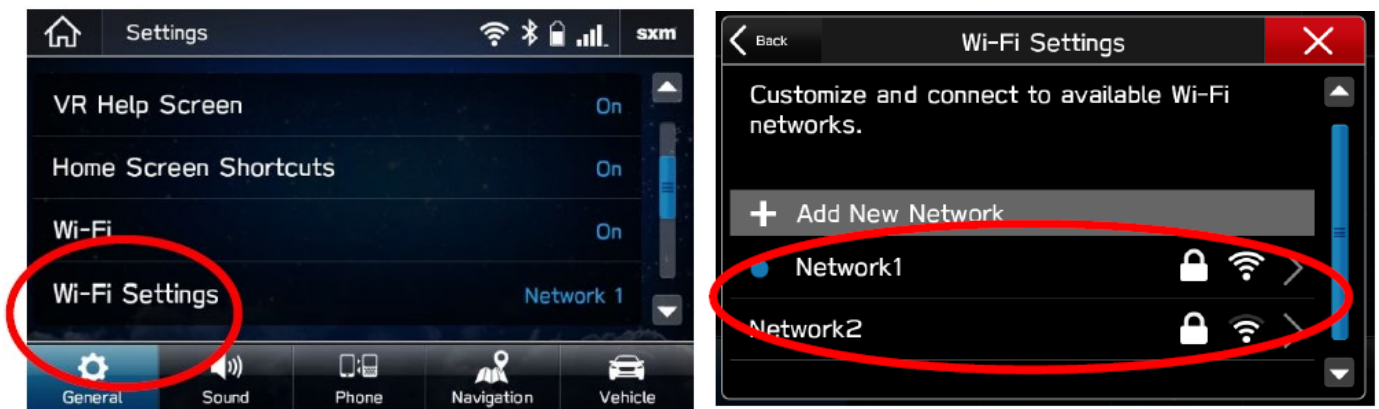 Settings
sxm
VR Help Screen On
Home Screen Shortcuts On
Wi-Fi On
Wi-Fi Settings Network 1
General Sound Phone Navigation Vehicle
Back Wi-Fi Settings
Customize and connect to available Wi-Fi
networks.
+ Add New Network
Network1
Network2